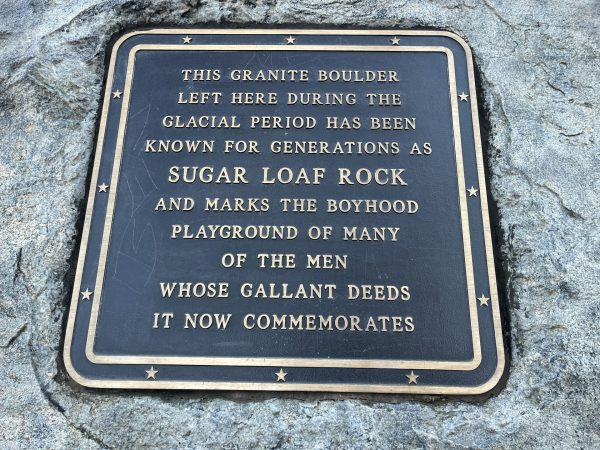 THIS GRANITE BOULDER
LEFT HERE DURING THE
GLACIAL PERIOD HAS BEEN
KNOWN FOR GENERATIONS AS
SUGAR LOAF ROCK
AND MARKS THE BOYHOOD
PLAYGROUND OF MANY
OF THE MEN
WHOSE GALLANT DEEDS
IT NOW COMMEMORATES